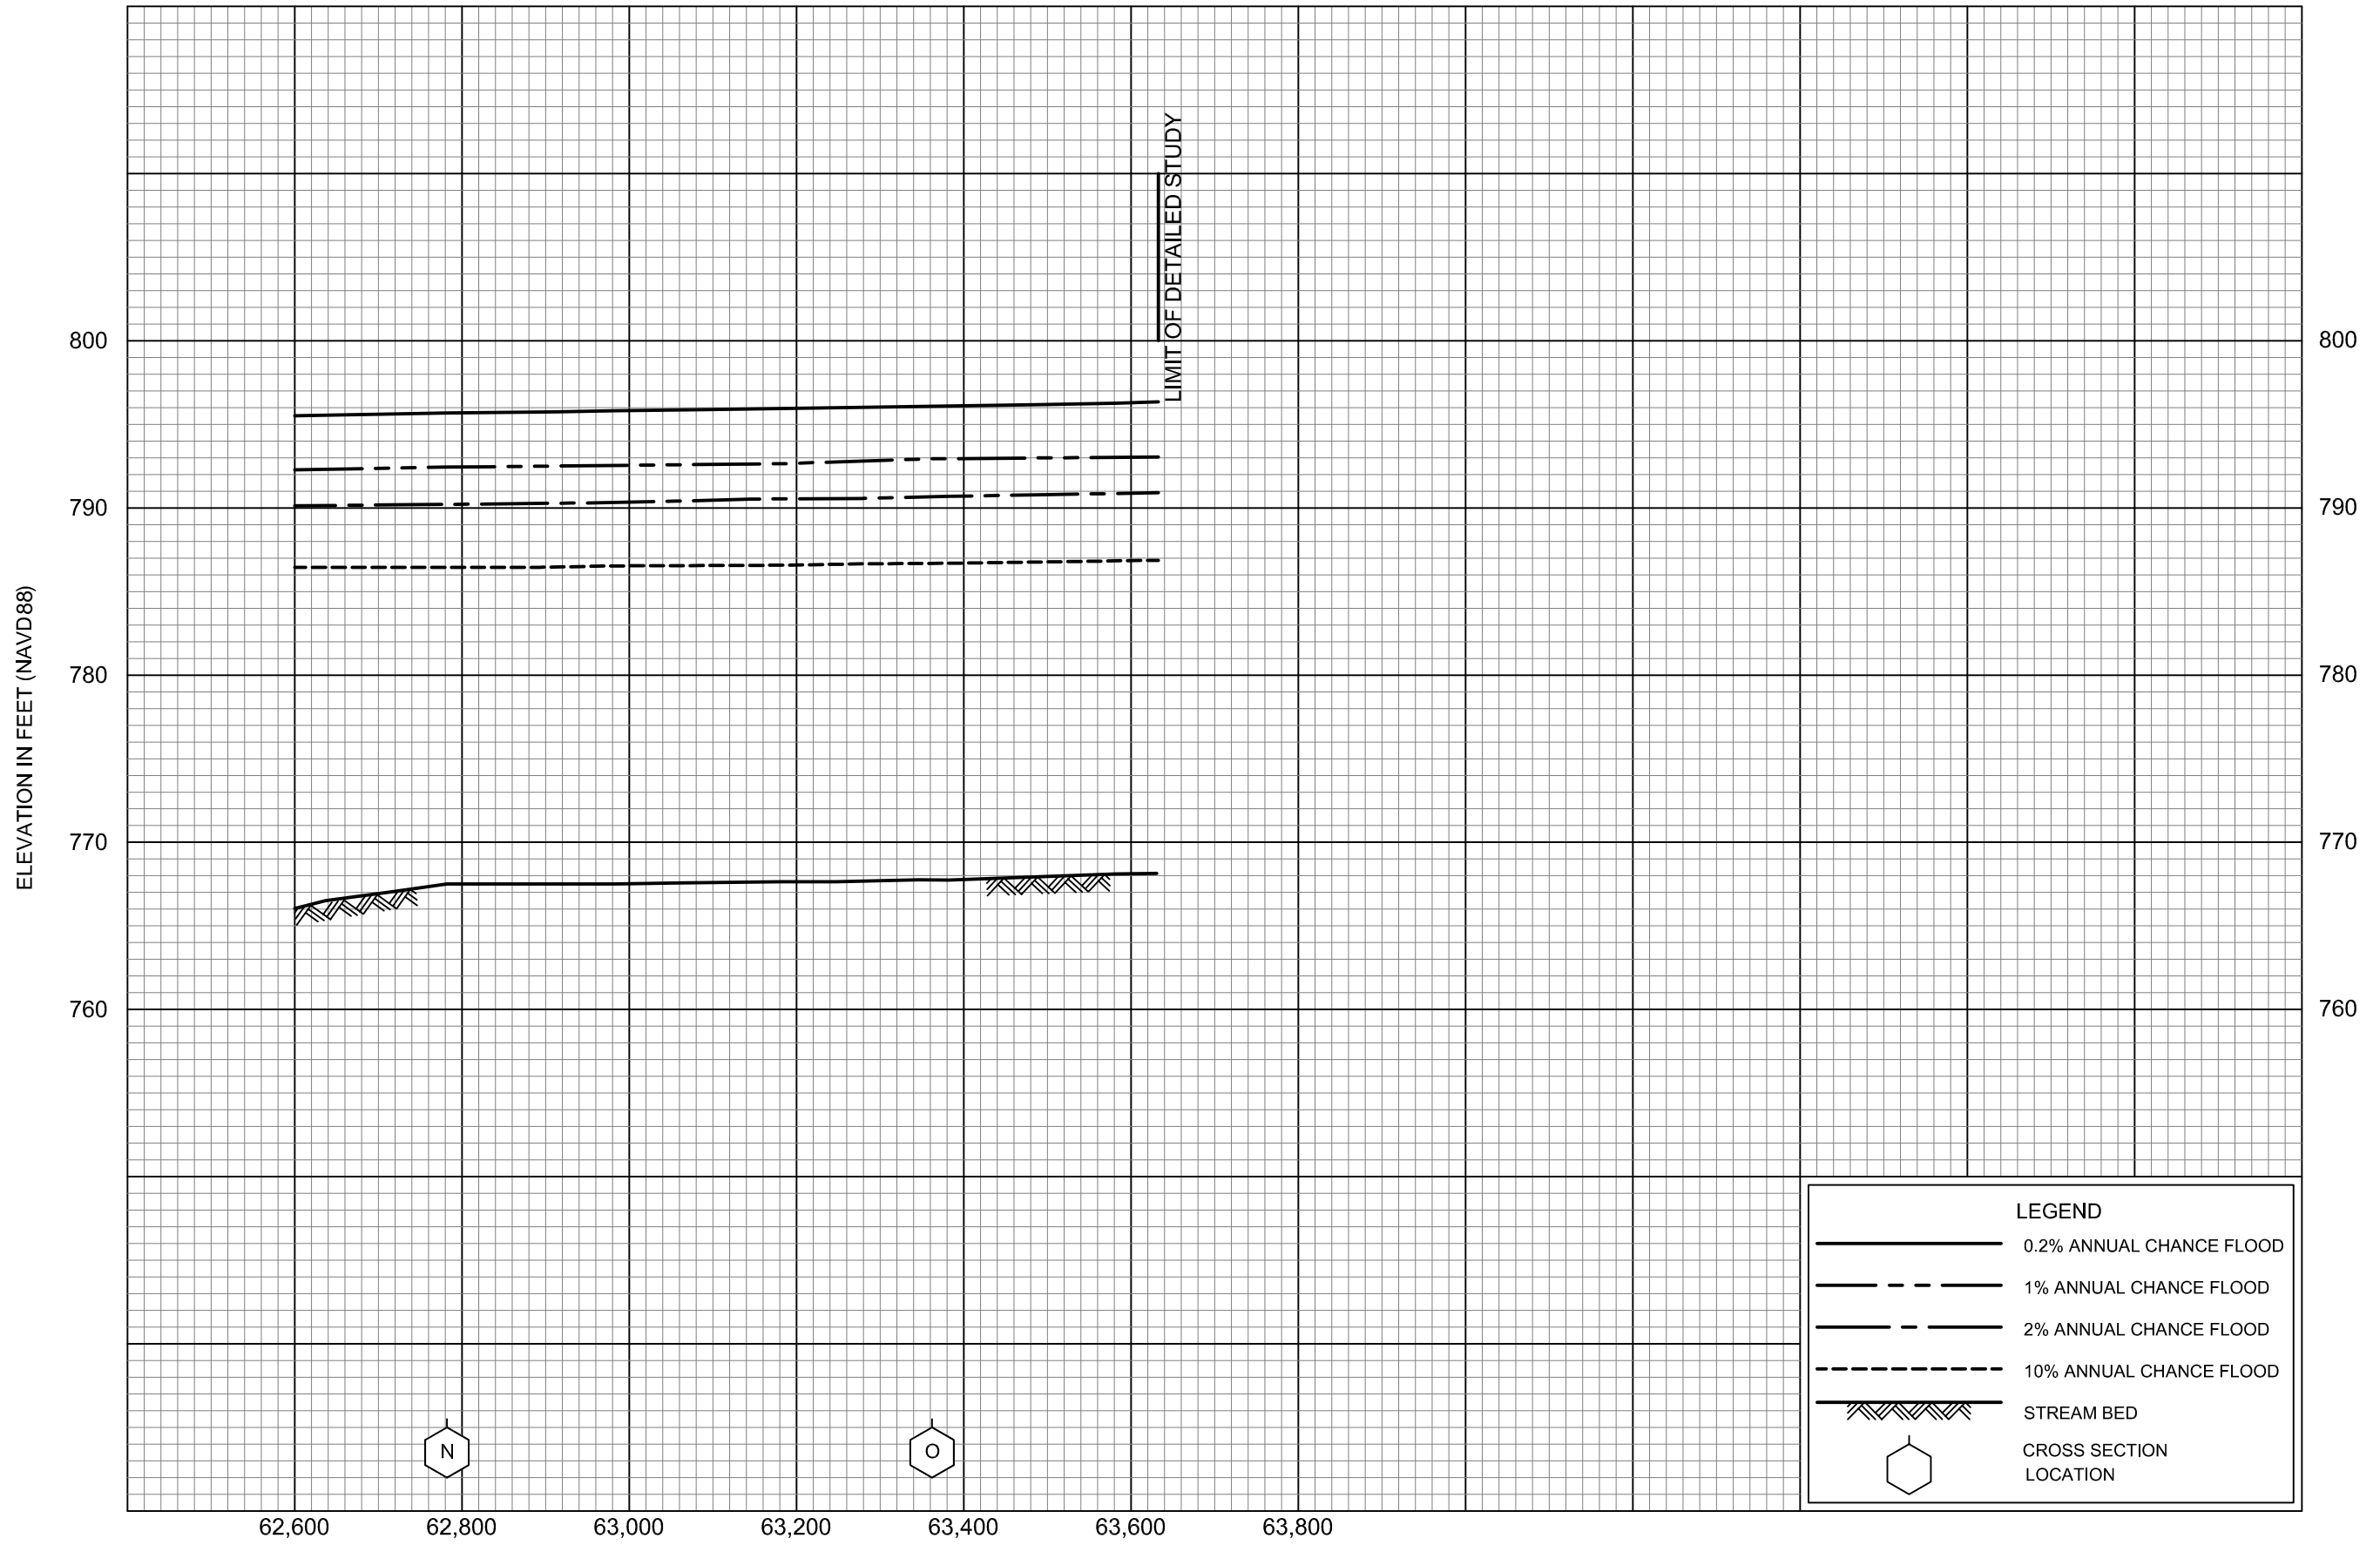 LIMIT OF DETAILED STUDY
ELEVATION IN FEET (NAVD88)
800
800
790
790
780
780
770
770
760
760
LEGEND
0.2% ANNUAL CHANCE FLOOD
1% ANNUAL CHANCE FLOOD
2% ANNUAL CHANCE FLOOD
10% ANNUAL CHANCE FLOOD
STREAM BED
CROSS SECTION
LOCATION
N
O
62,600
62,800
63,000
63,200
63,400
63,600
63,800